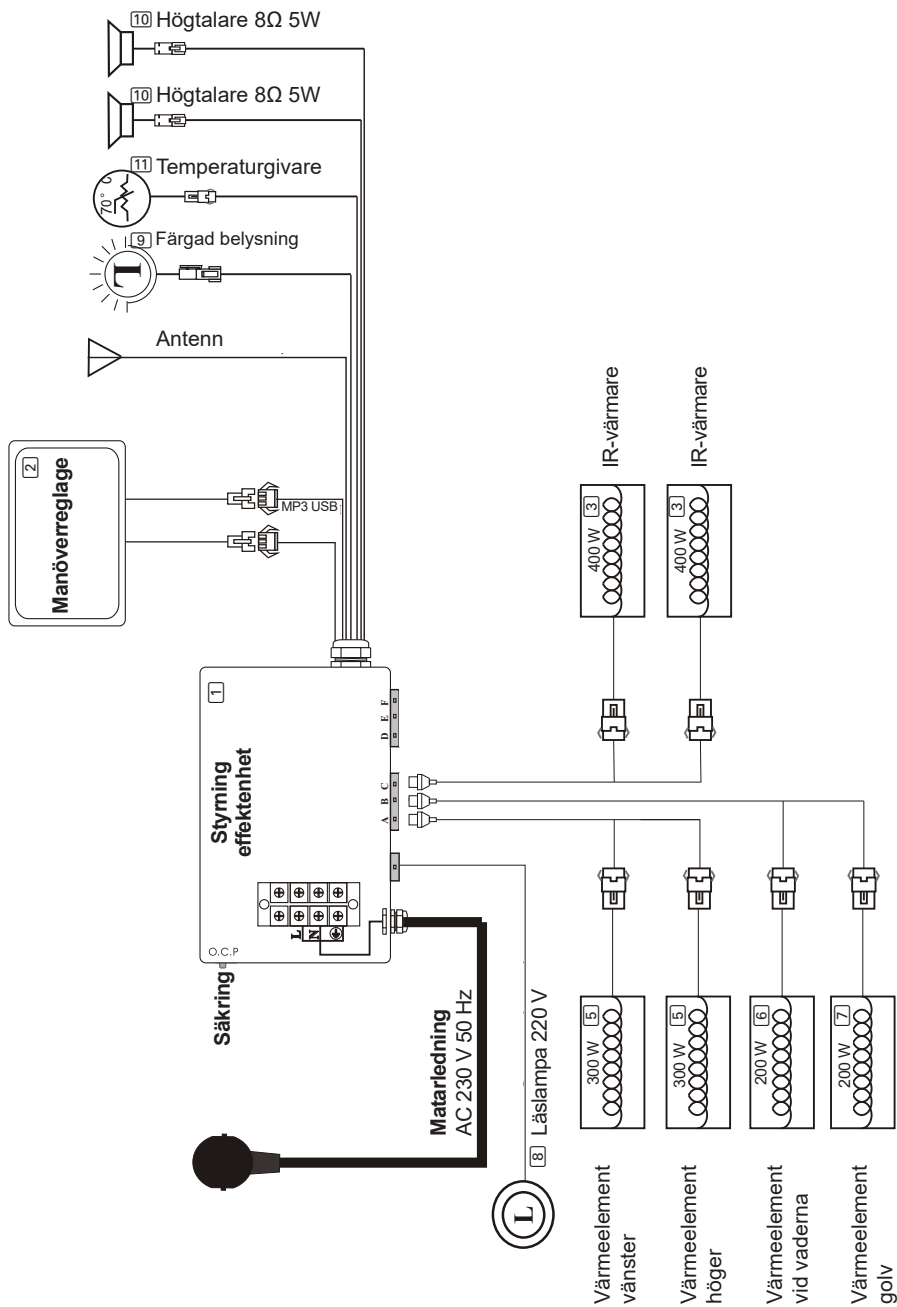 10 Högtalare 8Ω 5W
10 Högtalare 8Ω 5W
11 Temperaturgivare
70° C
9 Färgad belysning
L
Antenn
2
Manöverreglage
MP3 USB
1
Styrning
effektenhet
O.C.P
L
N
Säkring
A B C
D E F
Matarledning
AC 230 V 50 Hz
8 Läslampa 220 V
L
3
400 W
IR-värmare
3
400 W
IR-värmare
5
300 W
Värmeelement
vänster
5
300 W
Värmeelement
höger
6
200 W
Värmeelement
vid vaderna
7
200 W
Värmeelement
golv